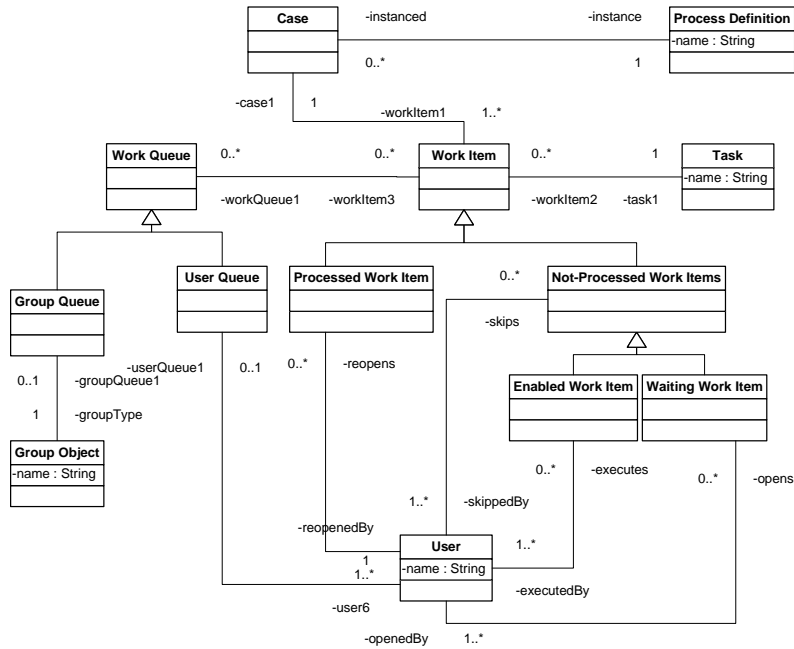 Case
-instanced
-instance
Process Definition
-name : String
0..*
1
-case1
1
-workItem1
1..*
Work Queue
0..*
0..*
Work Item
0..*
1
Task
-name : String
-workQueue1
-workItem3
-workItem2
-task1
Group Queue
User Queue
Processed Work Item
0..*
Not-Processed Work Items
-skips
-userQueue1
0..1
0..*
-reopens
0..1
-groupQueue1
Enabled Work Item
Waiting Work Item
1
-groupType
Group Object
-name : String
0..*
-executes
0..*
-opens
1..*
-skippedBy
-reopenedBy
1
User
-name : String
1..*
1..*
-executedBy
-user6
-openedBy
1..*